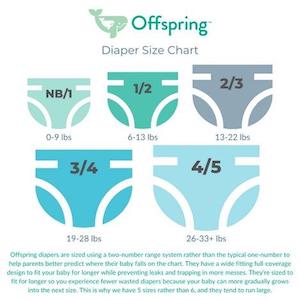 Offspring™
Diaper Size Chart
NB/1
1/2
2/3
0-9 lbs
6-13 lbs
13-22 lbs
3/4
4/5
19-28 lbs
26-33+ lbs
Offspring diapers are sized using a two-number range system rather than the typical one-number to
help parents better predict where their baby falls on the chart. They have a wide fitting full-coverage
design to fit your baby for longer while preventing leaks and trapping in more messes. They're sized to
fit for longer so you experience fewer wasted diapers because your baby can more gradually grows
grown to the next size. This is why we have 5 sizes rather than 6, and they tend to run large.